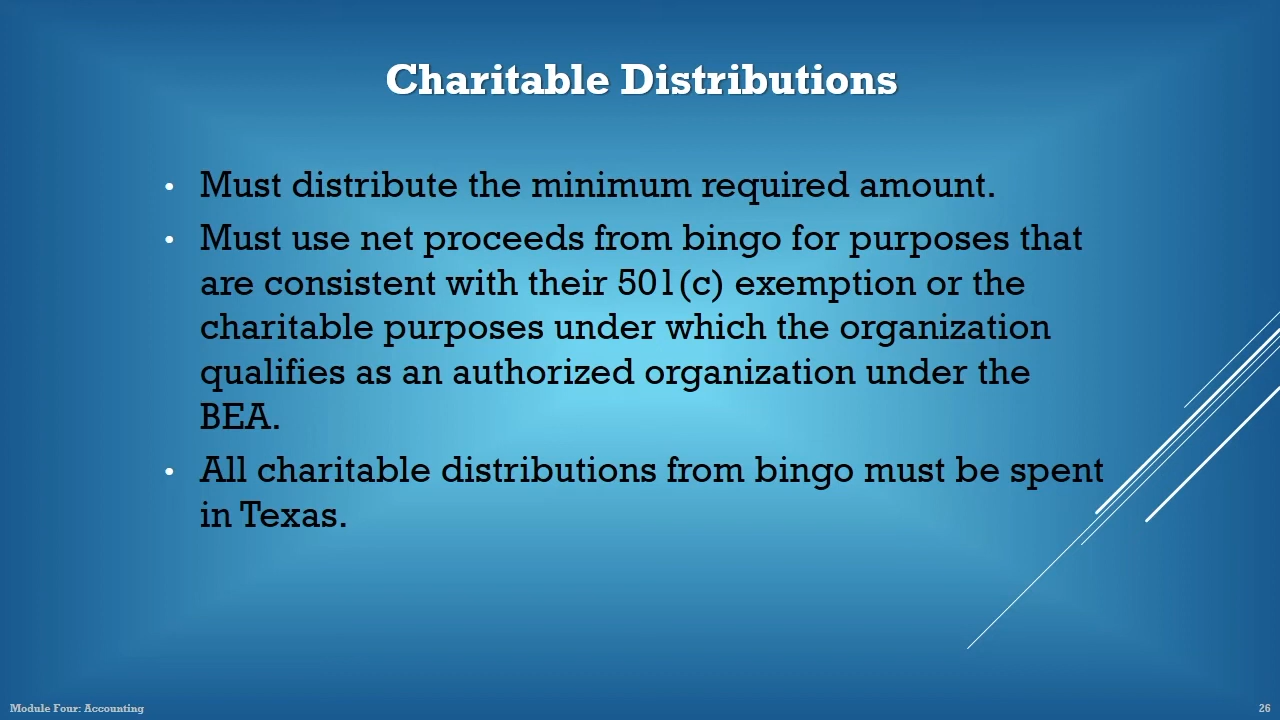 Charitable Distributions
• Must distribute the minimum required amount.
• Must use net proceeds from bingo for purposes that
are consistent with their 501(c) exemption or the
charitable purposes under which the organization
qualifies as an authorized organization under the
BEA.
• All charitable distributions from bingo must be spent
in Texas.
Module Four: Accounting
26